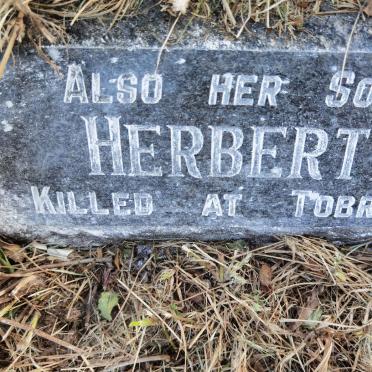 ALSO HER SO
HERBERT
KILLED AT TOBR